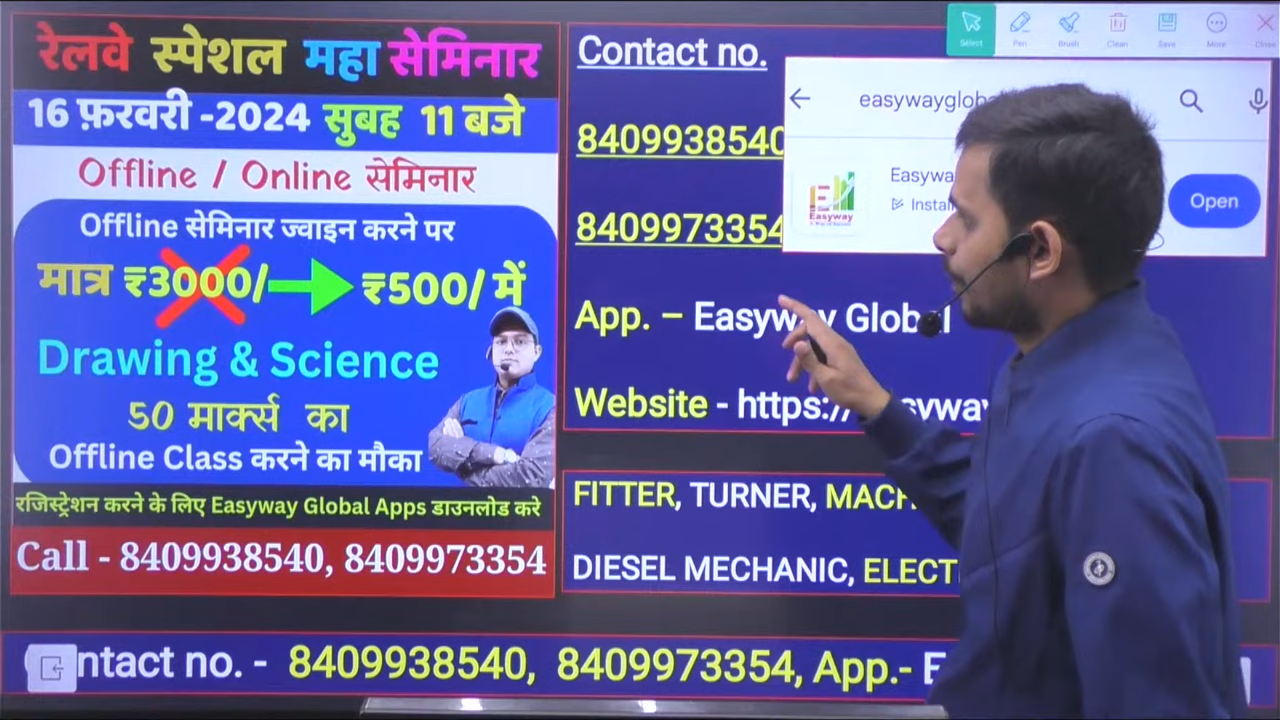 रेलवे स्पेशल महा सेमिनार
16 फ़रवरी -2024 सुबह 11 बजे
Offline / Online सेमिनार
Offline सेमिनार ज्वाइन करने पर
मात्र ₹3000/ ₹500/ में
Drawing & Science
50 मार्क्स का
Offline Class करने का मौका
रजिस्ट्रेशन करने के लिए Easyway Global Apps डाउनलोड करे
Call - 8409938540, 8409973354
Contact no.
8409938540
8409973354
App. – Easyway Global
Website - https://
FITTER, TURNER,
DIESEL MECHANIC,
Select Pen Brush Clean Save More Close
Easyway
Open
no. - 8409938540, 8409973354, App.-